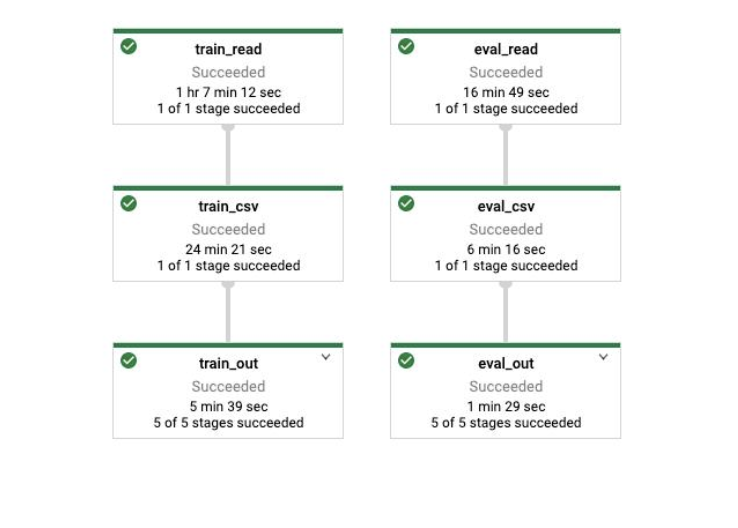 train_read
Succeeded
1 hr 7 min 12 sec
1 of 1 stage succeeded
eval_read
Succeeded
16 min 49 sec
1 of 1 stage succeeded
train_csv
Succeeded
24 min 21 sec
1 of 1 stage succeeded
eval_csv
Succeeded
6 min 16 sec
1 of 1 stage succeeded
train_out
Succeeded
5 min 39 sec
5 of 5 stages succeeded
eval_out
Succeeded
1 min 29 sec
5 of 5 stages succeeded